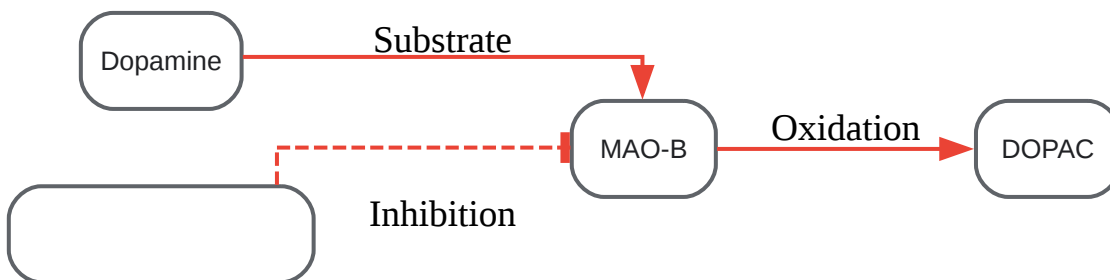 Substrate
Dopamine
Oxidation
MAO-B
DOPAC
Inhibition